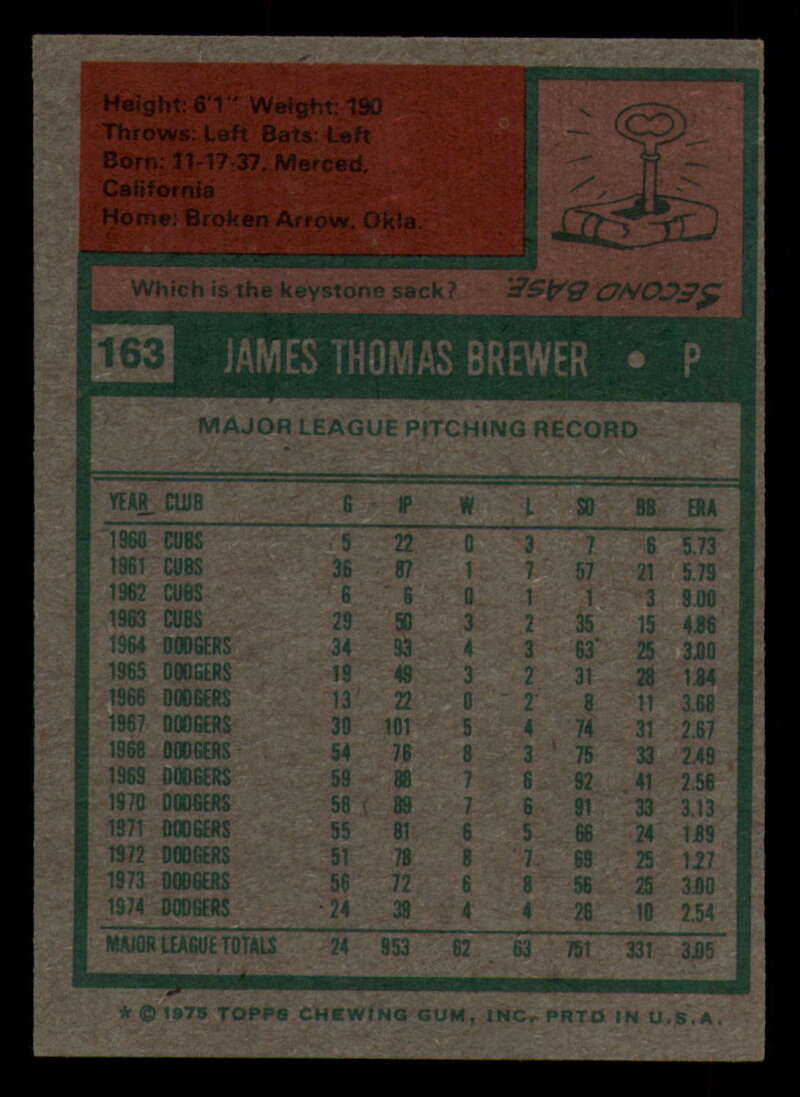 Height: 6'1" Weight: 190
Throws: Left Bats: Left
Born: 11-17-37, Merced,
California
Home: Broken Arrow, Okla.
Which is the keystone sack? SECOND BASE.
163 JAMES THOMAS BREWER • P
MAJOR LEAGUE PITCHING RECORD
YEAR CLUB G IP W L SO BB ERA
1960 CUBS 5 22 0 3 7 6 5.73
1961 CUBS 36 87 1 7 57 21 5.79
1962 CUBS 6 6 0 1 1 3 9.00
1963 CUBS 29 50 3 2 35 15 4.86
1964 DODGERS 34 93 4 3 63 25 3.00
1965 DODGERS 19 49 3 2 31 28 1.84
1966 DODGERS 13 22 0 2 8 11 3.68
1967 DODGERS 30 101 5 4 74 31 2.67
1968 DODGERS 54 76 8 3 75 33 2.49
1969 DODGERS 59 88 7 6 92 41 2.56
1970 DODGERS 58 89 7 6 91 33 3.13
1971 DODGERS 55 81 6 5 66 24 1.89
1972 DODGERS 51 78 8 7 69 25 1.27
1973 DODGERS 56 72 6 8 56 25 3.00
1974 DODGERS 24 39 4 4 26 10 2.54
MAJOR LEAGUE TOTALS 24 953 62 63 751 331 3.05
* © 1975 TOPPS CHEWING GUM, INC. PRTD IN U.S.A.